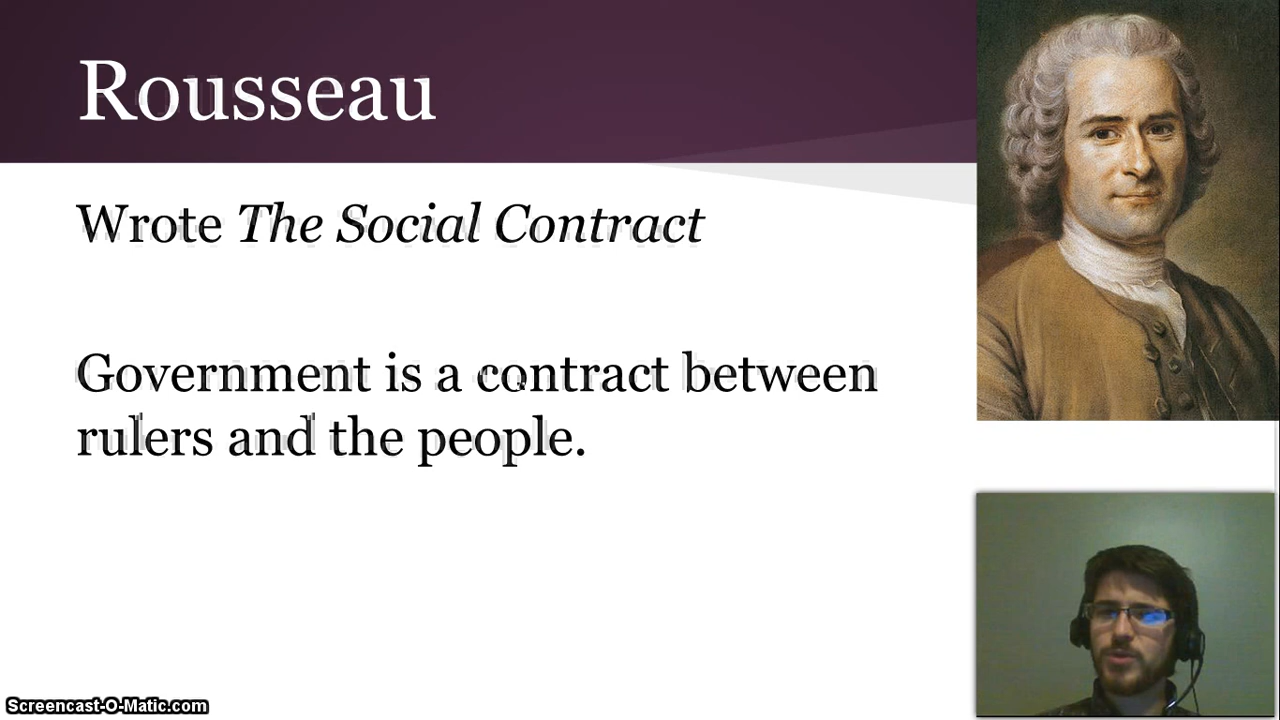 Rousseau
Wrote The Social Contract
Government is a contract between
rulers and the people.
Screencast-O-Matic.com